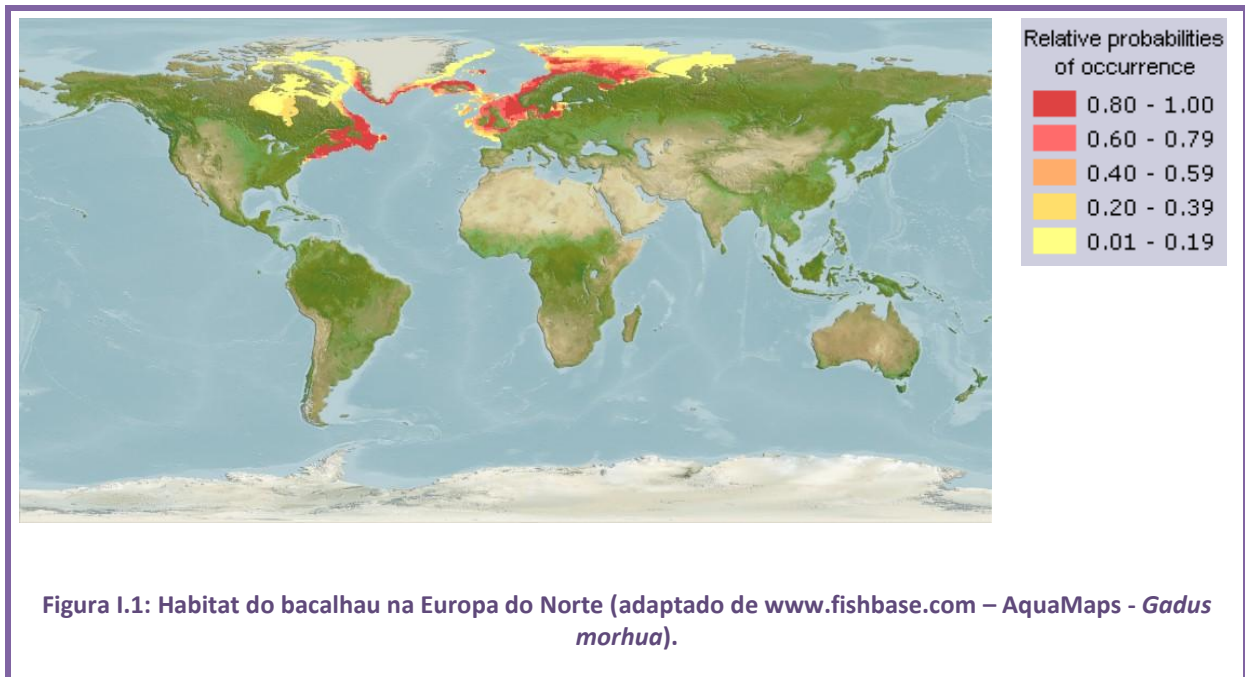 Relative probabilities
of occurrence
0.80 - 1.00
0.60 - 0.79
0.40 - 0.59
0.20 - 0.39
0.01 - 0.19
Figura I.1: Habitat do bacalhau na Europa do Norte (adaptado de www.fishbase.com – AquaMaps - Gadus
morhua).